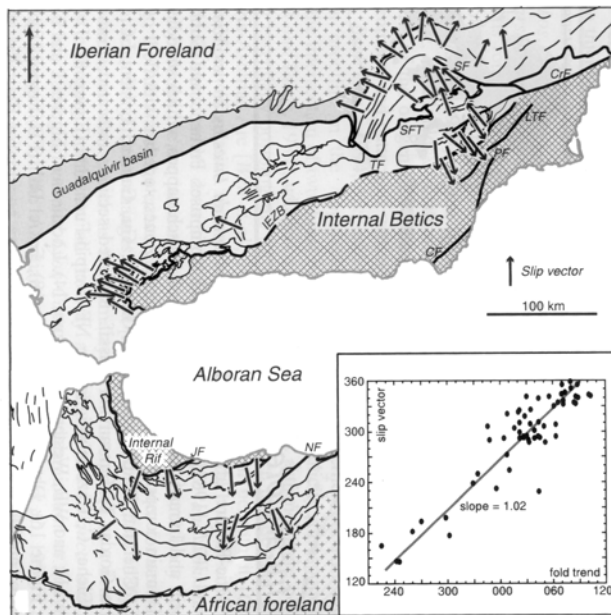 Iberian Foreland
SF
CrF
SFT
LTF
Guadalquivir basin
TF
PF
IEZB
Internal Betics
CF
Slip vector
100 km
Alboran Sea
Internal
Rif
JF
NF
African foreland
slip vector
360
300
240
180
120
slope = 1.02
fold trend
240
300
000
060
120